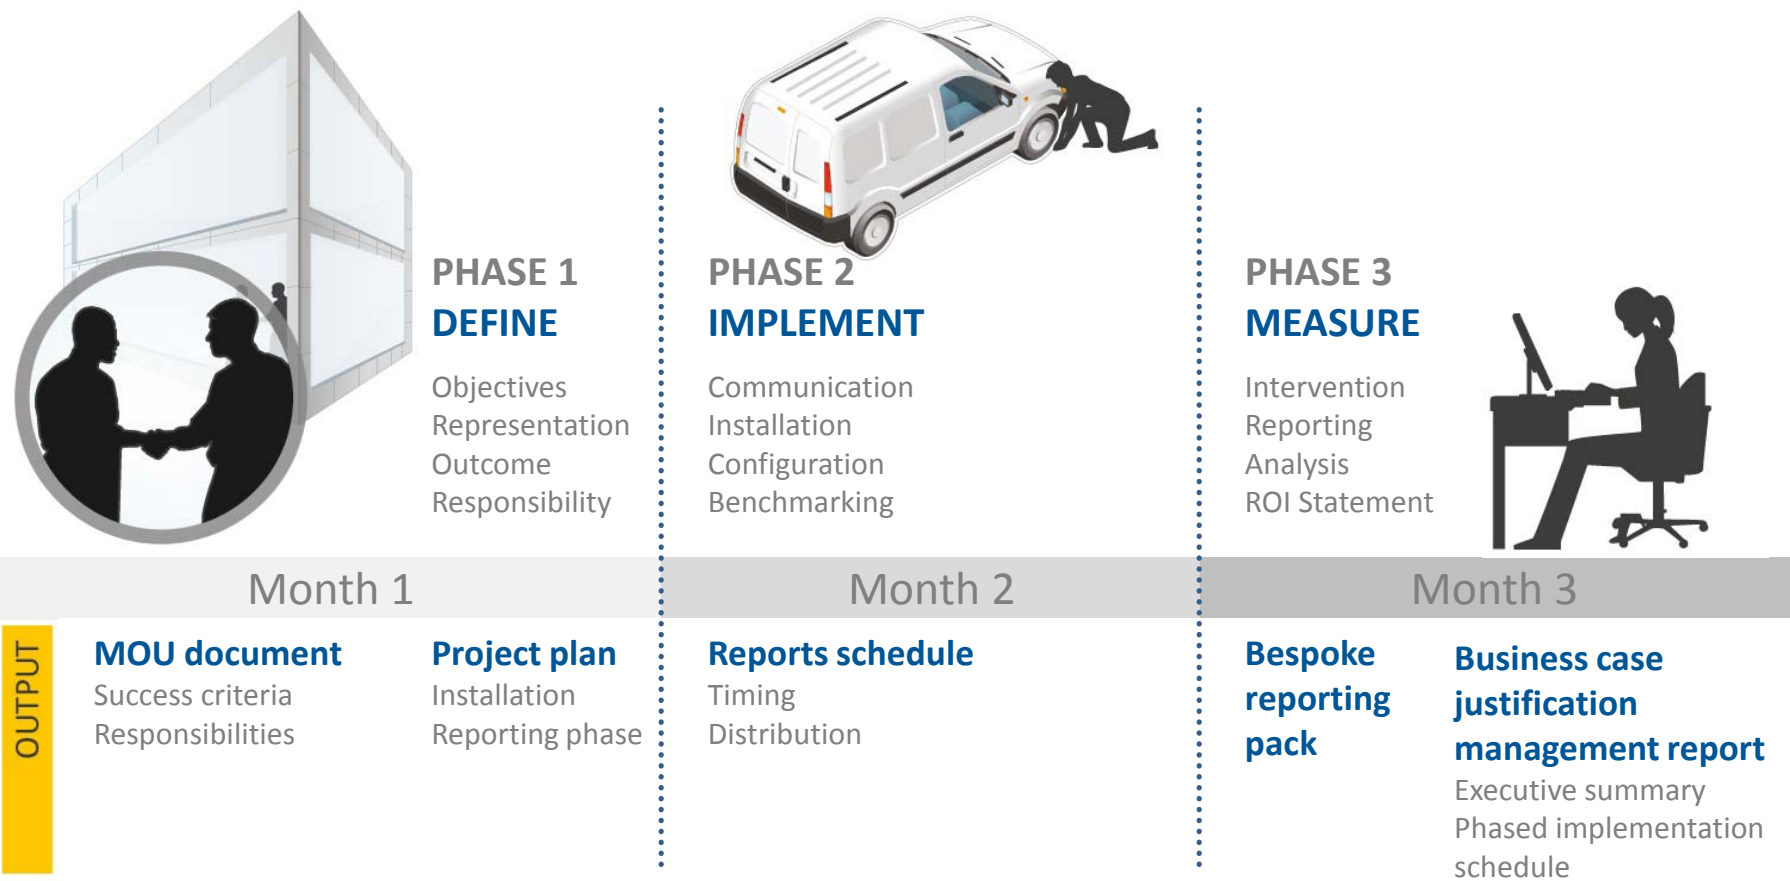 PHASE 1
DEFINE
Objectives
Representation
Outcome
Responsibility
PHASE 2
IMPLEMENT
Communication
Installation
Configuration
Benchmarking
PHASE 3
MEASURE
Intervention
Reporting
Analysis
ROI Statement
Month 1
Month 2
Month 3
OUTPUT
MOU document
Success criteria
Responsibilities
Project plan
Installation
Reporting phase
Reports schedule
Timing
Distribution
Bespoke
reporting
pack
Business case
justification
management report
Executive summary
Phased implementation
schedule